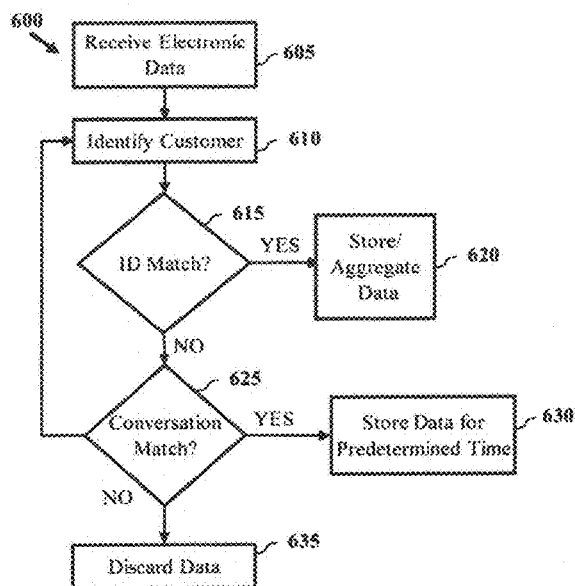 600
Receive Electronic
Data
605
Identify Customer
610
615
ID Match?
YES
Store/
Aggregate
Data
620
NO
625
Conversation
Match?
YES
Store Data for
Predetermined Time
630
NO
635
Discard Data